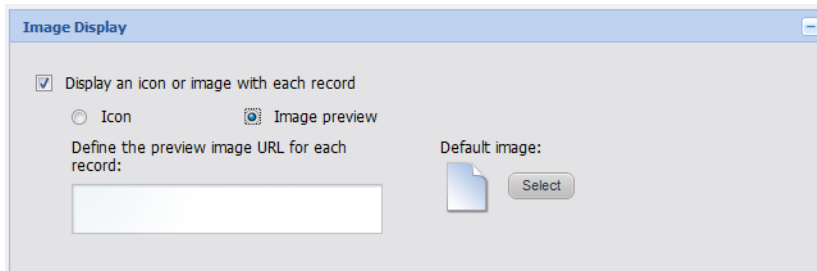 Image Display
Display an icon or image with each record
Icon Image preview
Define the preview image URL for each
record:
Default image:
Select